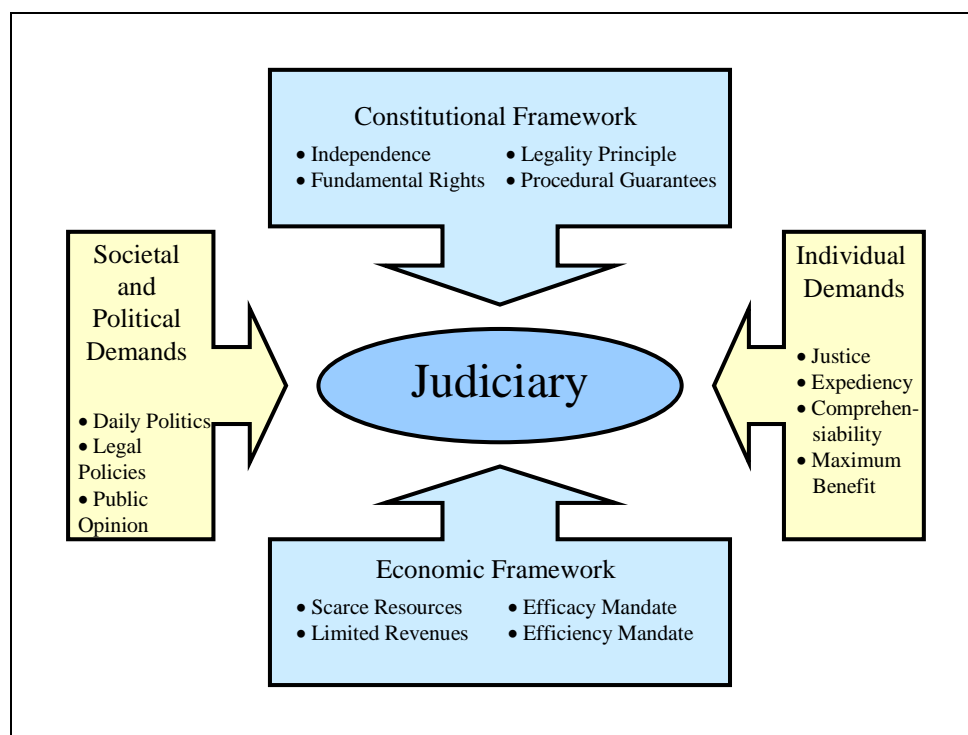 Constitutional Framework
• Independence
• Fundamental Rights
• Legality Principle
• Procedural Guarantees
Societal
and
Political
Demands
• Daily Politics
• Legal
Policies
• Public
Opinion
Judiciary
Individual
Demands
• Justice
• Expediency
• Comprehen-
siability
• Maximum
Benefit
Economic Framework
• Scarce Resources
• Limited Revenues
• Efficacy Mandate
• Efficiency Mandate